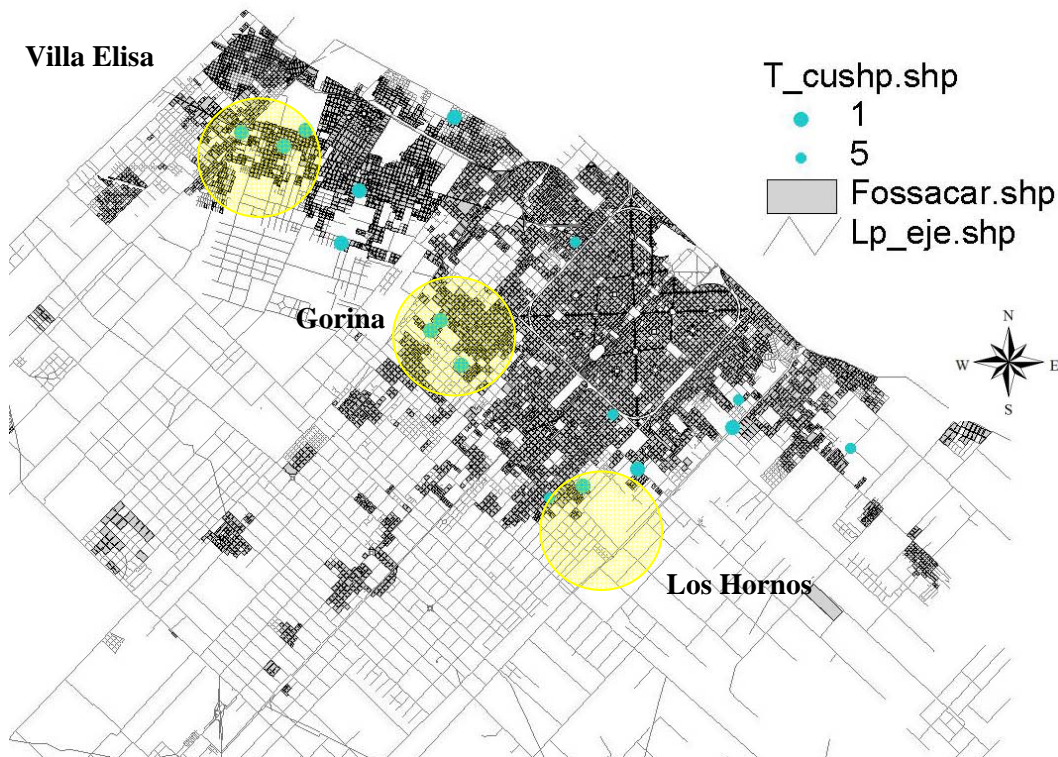 Villa Elisa
T_cushp.shp
1
5
Fossacar.shp
Lp_eje.shp
Gorina
N
W E
S
Los Hornos